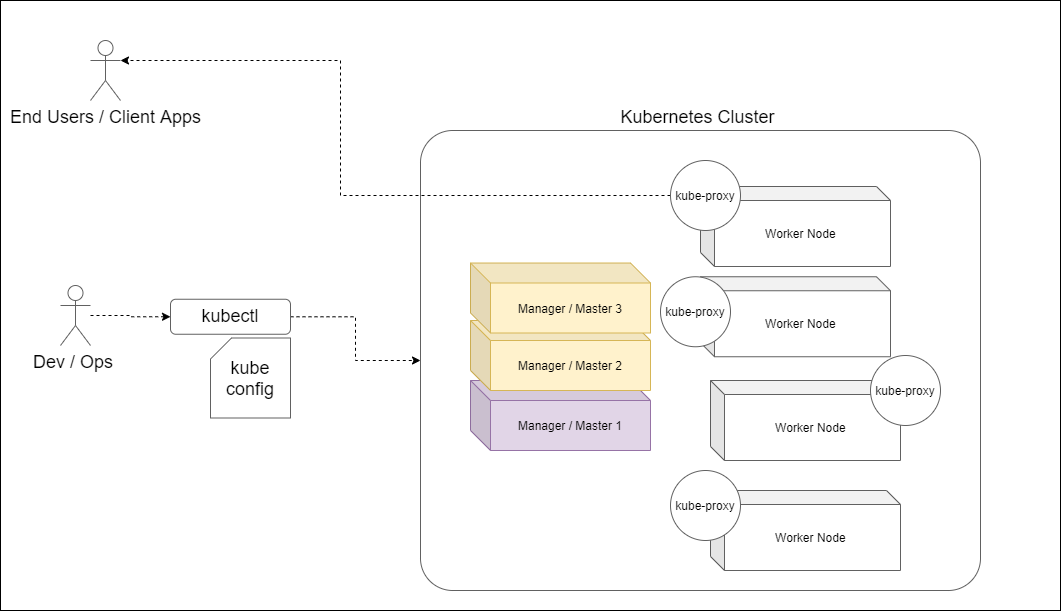 End Users / Client Apps
Kubernetes Cluster
kube-proxy
Worker Node
Manager / Master 3
kube-proxy
Worker Node
kubectl
Dev / Ops
kube
config
Manager / Master 2
kube-proxy
Worker Node
Manager / Master 1
kube-proxy
Worker Node